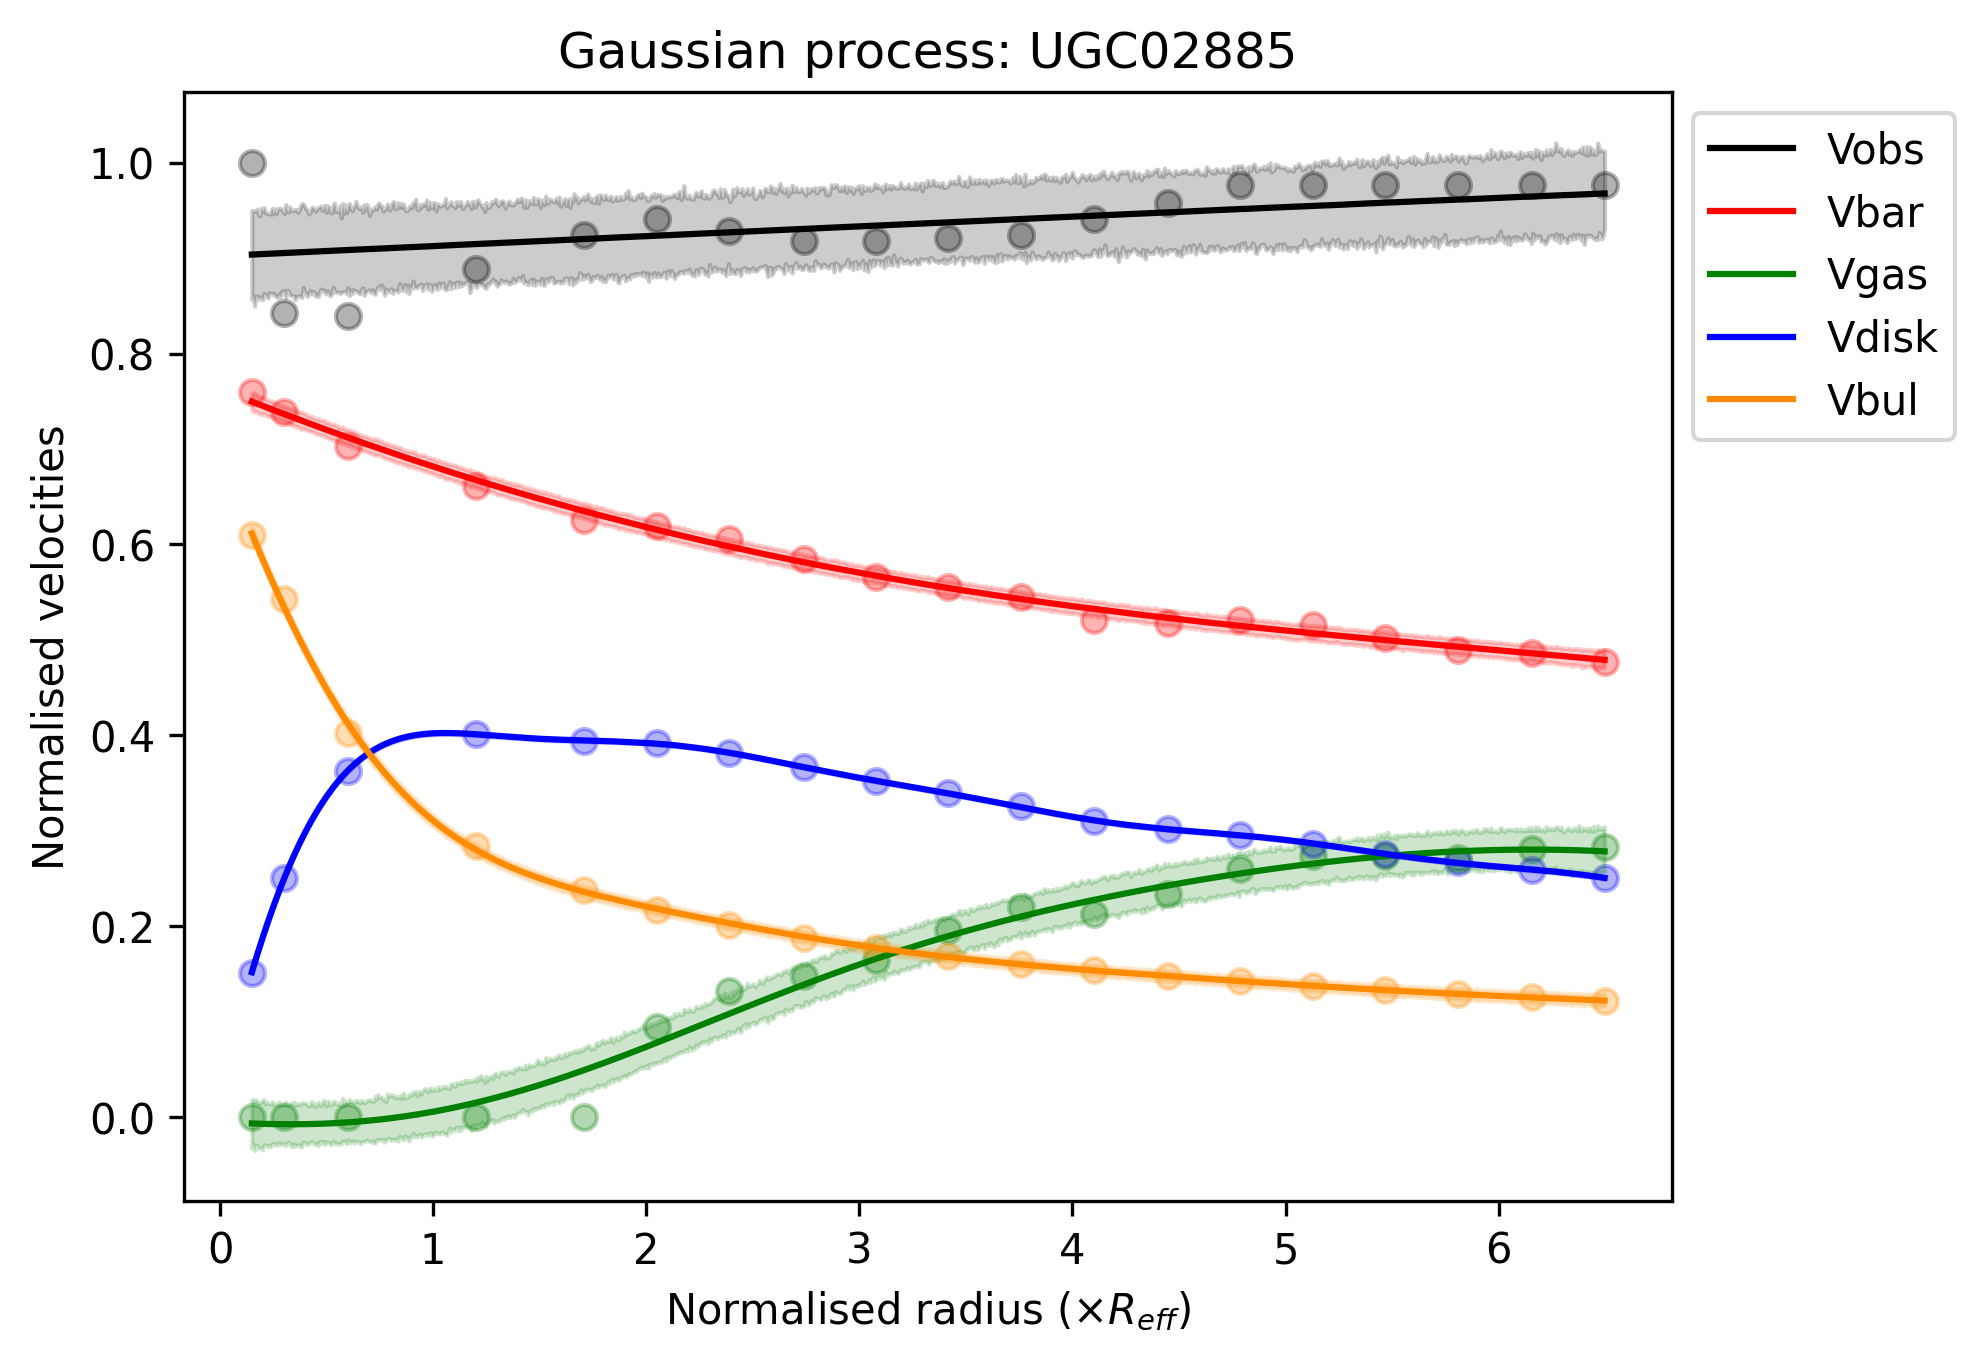 Gaussian process: UGC02885
Normalised velocities
1.0
0.8
0.6
0.4
0.2
0.0
0 1 2 3 4 5 6
Normalised radius (×R_eff)
Vobs
Vbar
Vgas
Vdisk
Vbul